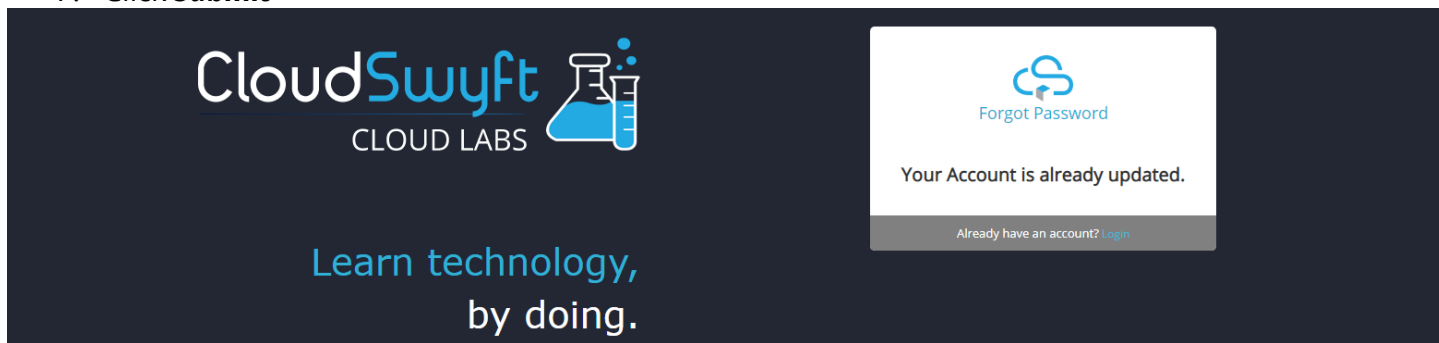 CloudSwyft
CLOUD LABS
Learn technology,
by doing.
Forgot Password
Your Account is already updated.
Already have an account? Login